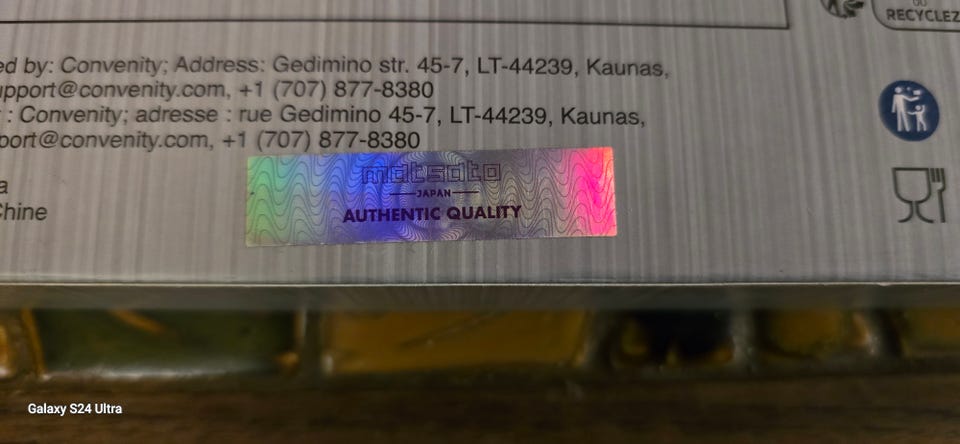 RECYCLEZ
ed by: Convenity; Address: Gedimino str. 45-7, LT-44239, Kaunas,
upport@convenity.com, +1 (707) 877-8380
: Convenity; adresse : rue Gedimino 45-7, LT-44239, Kaunas,
port@convenity.com, +1 (707) 877-8380
a
Chine
matsato
JAPAN
AUTHENTIC QUALITY
Galaxy S24 Ultra